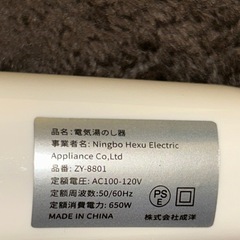 品名：電気湯のし器
事業者名：Ningbo Hexu Electric
Appliance Co,Ltd
品番：ZY-8801
定額電圧：AC100-120V
定額周波数：50/60Hz
定額消費電力：650W
MADE IN CHINA
PS
E
株式会社成洋